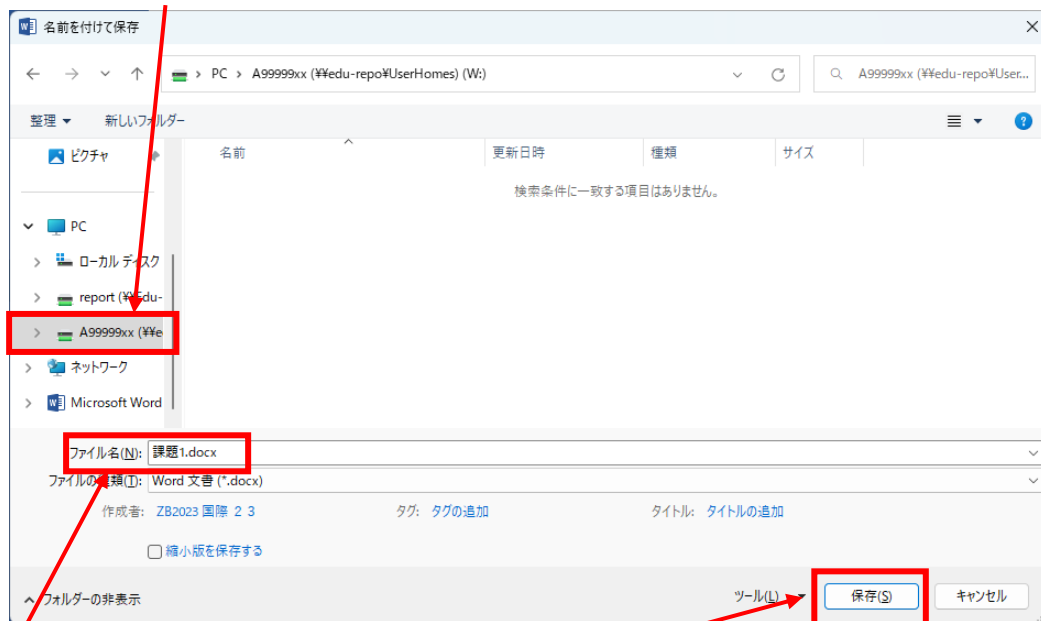 名前を付けて保存
PC > A99999xx (¥¥edu-repo¥UserHomes) (W:)
A99999xx (¥¥edu-repo¥User...
整理 新しいフォルダー
ピクチャ 名前 更新日時 種類 サイズ
検索条件に一致する項目はありません。
PC
ローカル ディスク
report (¥¥Edu-
A99999xx (¥¥e
ネットワーク
Microsoft Word
ファイル名(N): 課題1.docx
ファイルの種類(T): Word 文書 (*.docx)
作成者: ZB2023 国際 23 タグ: タグの追加 タイトル: タイトルの追加
縮小版を保存する
フォルダーの非表示 ツール(L) 保存(S) キャンセル